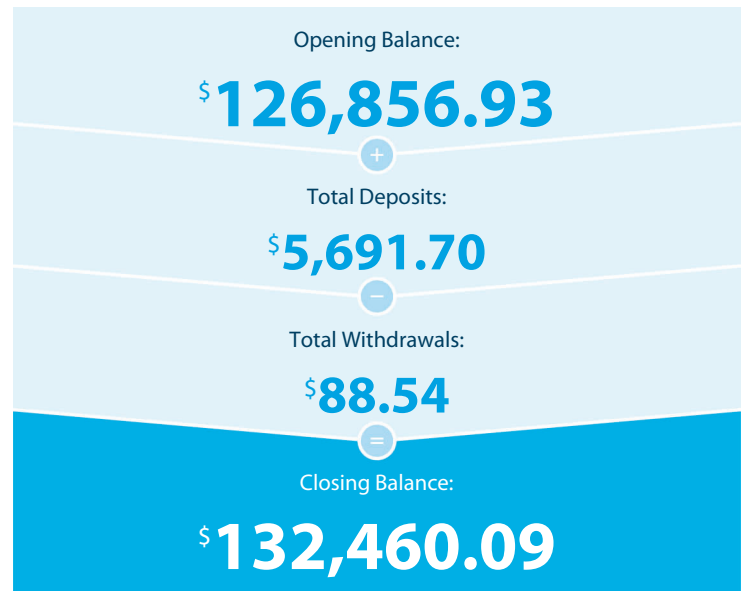 Opening Balance:
$126,856.93
+
Total Deposits:
$5,691.70
−
Total Withdrawals:
$88.54
=
Closing Balance:
$132,460.09